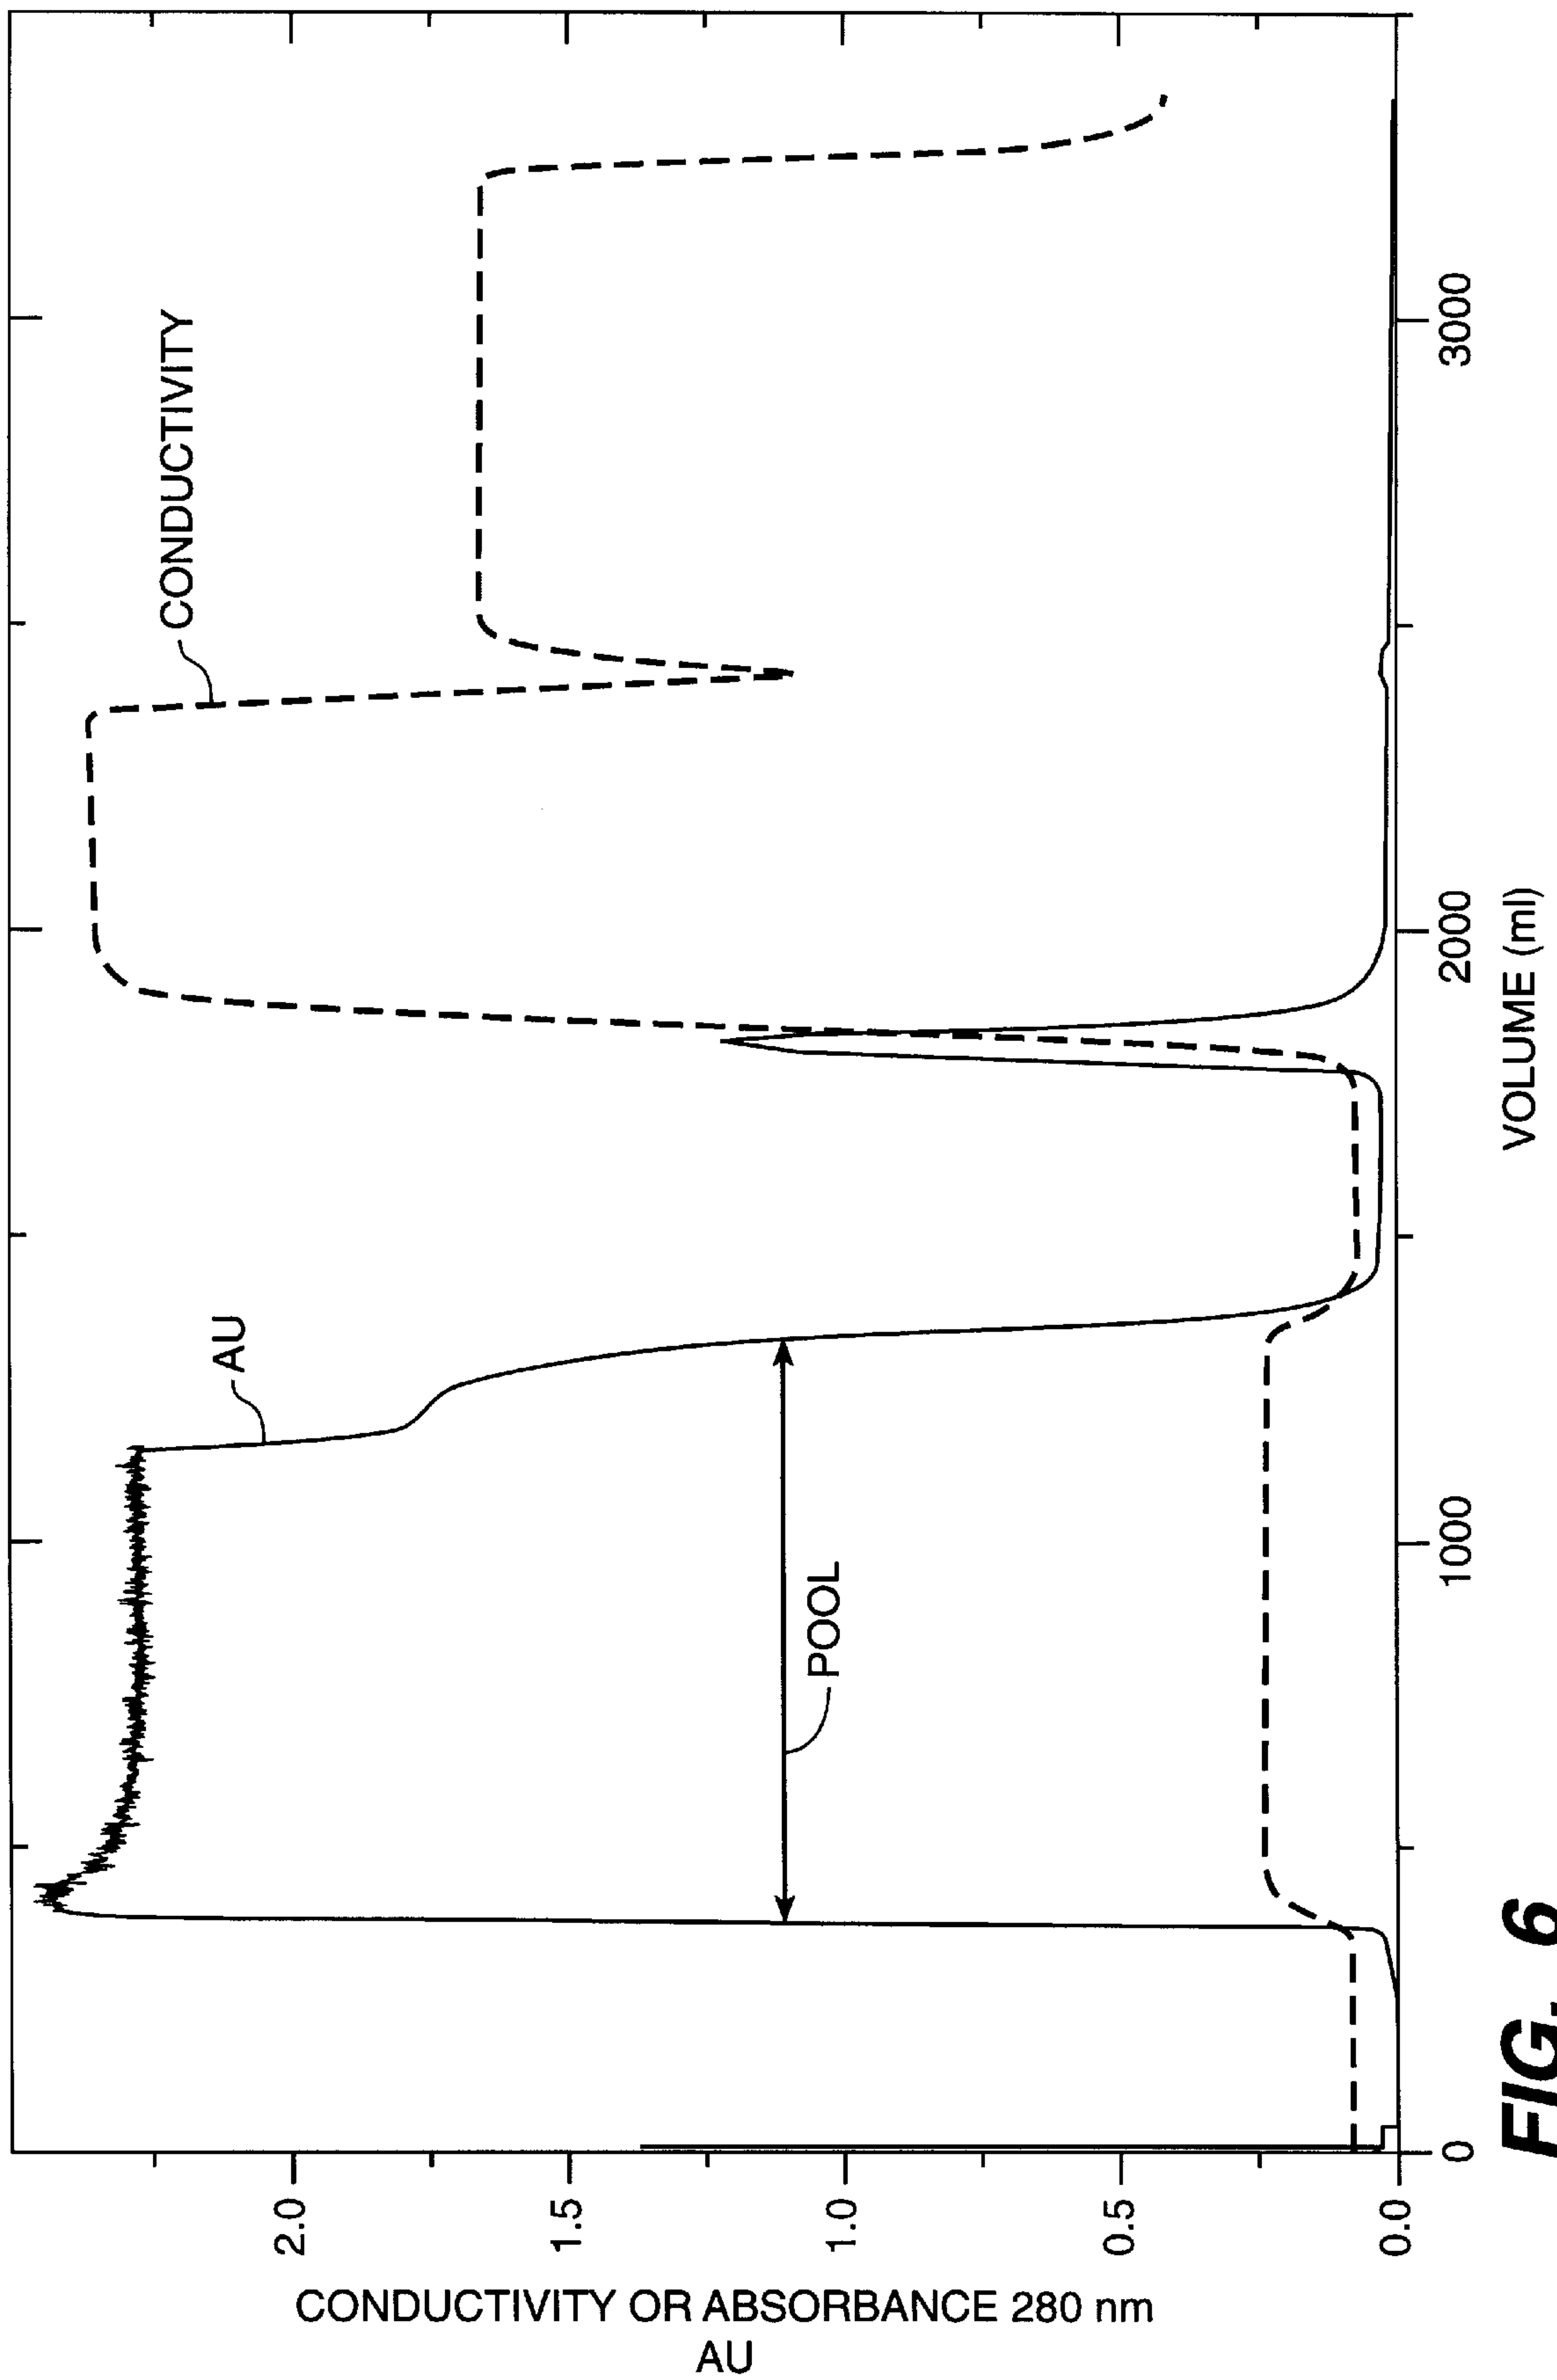 CONDUCTIVITY OR ABSORBANCE 280 nm
AU
2.0
1.5
1.0
0.5
0.0
AU
CONDUCTIVITY
POOL
0
1000
2000
3000
VOLUME (ml)
FIG. 6